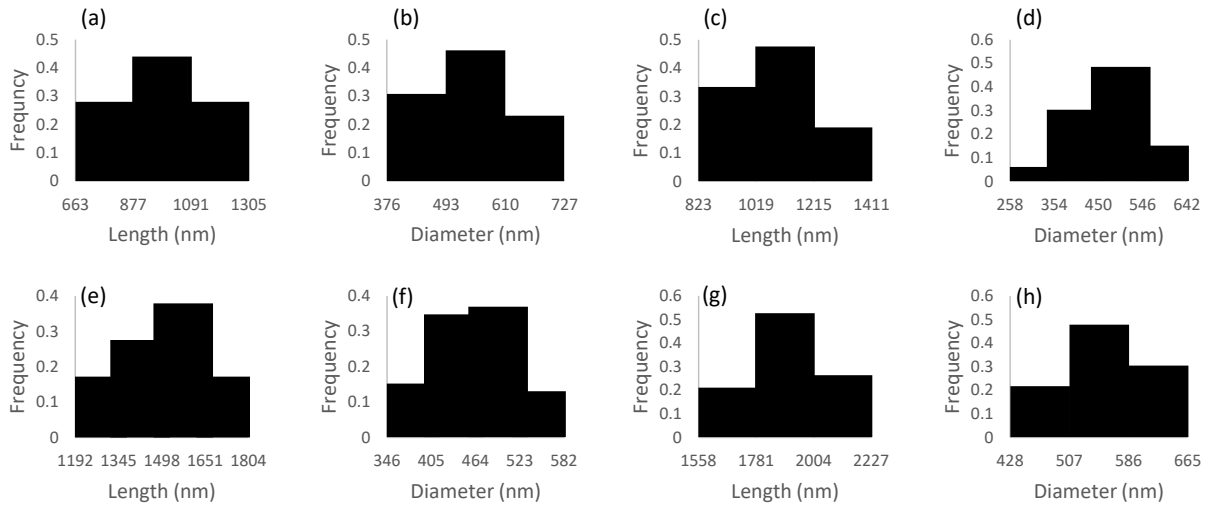 (a)
0.5
0.4
0.3
0.2
0.1
0
Frequncy
663 877 1091 1305
Length (nm)
(b)
0.5
0.4
0.3
0.2
0.1
0
Frequency
376 493 610 727
Diameter (nm)
(c)
0.5
0.4
0.3
0.2
0.1
0
Frequency
823 1019 1215 1411
Length (nm)
(d)
0.6
0.5
0.4
0.3
0.2
0.1
0
Frequency
258 354 450 546 642
Diameter (nm)
(e)
0.4
0.3
0.2
0.1
0
Frequency
1192 1345 1498 1651 1804
Length (nm)
(f)
0.4
0.3
0.2
0.1
0
Frequency
346 405 464 523 582
Diameter (nm)
(g)
0.6
0.5
0.4
0.3
0.2
0.1
0
Frequency
1558 1781 2004 2227
Length (nm)
(h)
0.6
0.5
0.4
0.3
0.2
0.1
0
Frequency
428 507 586 665
Diameter (nm)